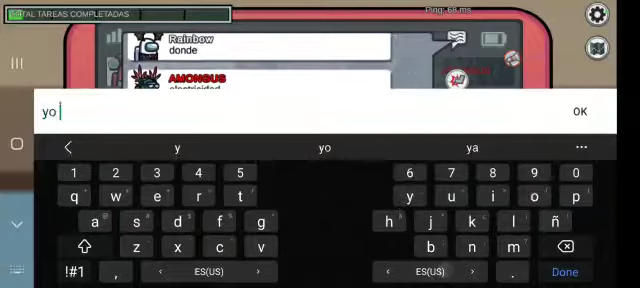 TOTAL TAREAS COMPLETADAS
Ping: 68 ms
Rainbow
donde
AMONGUS
electricidad
yo
OK
y yo ya ...
1 2 3 4 5 6 7 8 9 0
q w e r t y u i o p
a s d f g h j k l ñ
z x c v b n m ?
!#1 , ES(US) ES(US) . Done